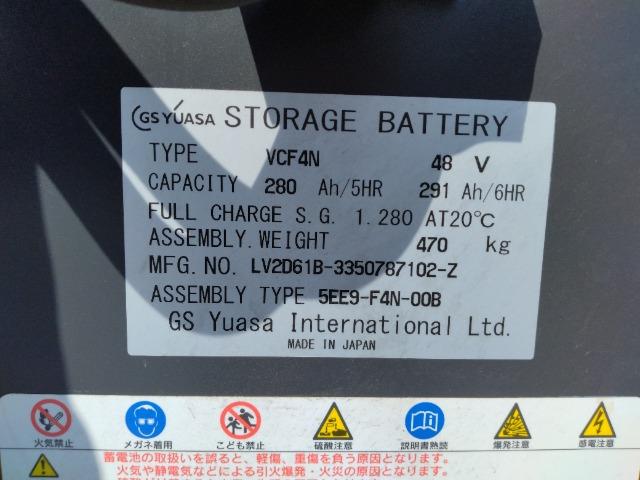 GS YUASA STORAGE BATTERY
TYPE VCF4N 48 V
CAPACITY 280 Ah/5HR 291 Ah/6HR
FULL CHARGE S.G. 1.280 AT20℃
ASSEMBLY.WEIGHT 470 kg
MFG.NO. LV2D61B-3350787102-Z
ASSEMBLY TYPE 5EE9-F4N-00B
GS Yuasa International Ltd.
MADE IN JAPAN
火気禁止 メガネ着用 こども禁止 硫酸注意 説明書熟読 爆発注意 感電注意
蓄電池の取扱いを誤ると、軽傷、重傷を負う原因となります。
火気や静電気などによる引火爆発・火災の原因となります。